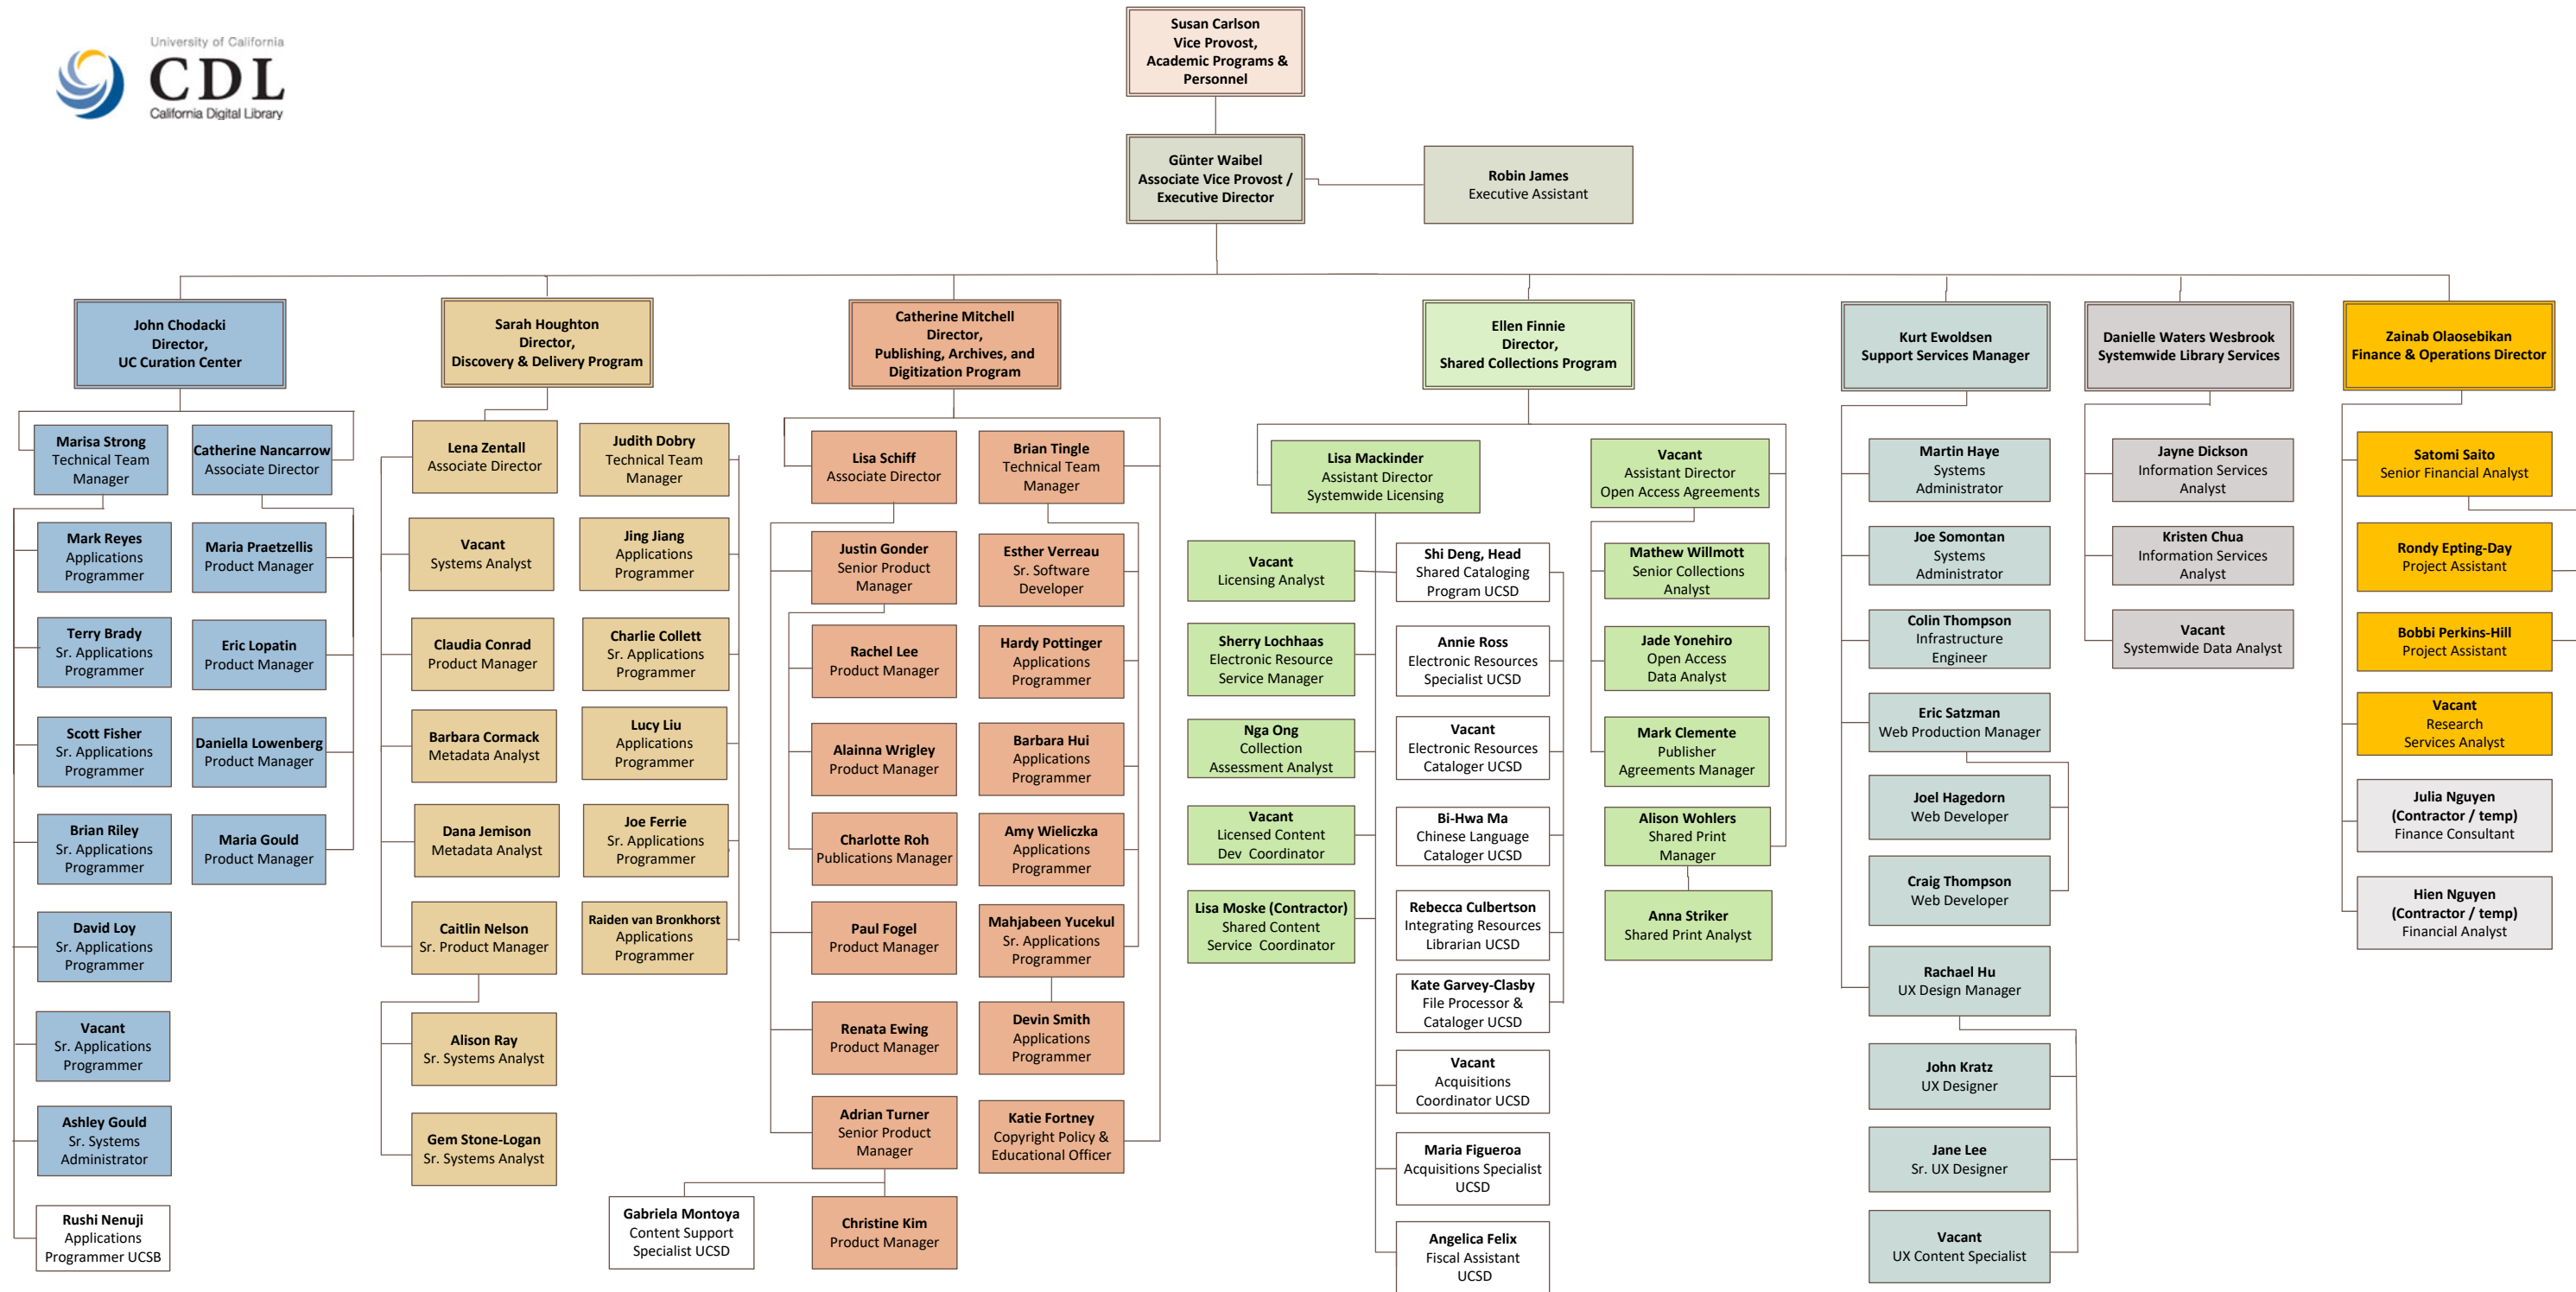 University of California
CDL
California Digital Library
Susan Carlson
Vice Provost,
Academic Programs &
Personnel
Günter Waibel
Associate Vice Provost /
Executive Director
Robin James
Executive Assistant
John Chodacki
Director,
UC Curation Center
Marisa Strong
Technical Team
Manager
Catherine Nancarrow
Associate Director
Mark Reyes
Applications
Programmer
Maria Praetzellis
Product Manager
Terry Brady
Sr. Applications
Programmer
Eric Lopatin
Product Manager
Scott Fisher
Sr. Applications
Programmer
Daniella Lowenberg
Product Manager
Brian Riley
Sr. Applications
Programmer
Maria Gould
Product Manager
David Loy
Sr. Applications
Programmer
Vacant
Sr. Applications
Programmer
Ashley Gould
Sr. Systems
Administrator
Rushi Nenuji
Applications
Programmer UCSB
Sarah Houghton
Director,
Discovery & Delivery Program
Lena Zentall
Associate Director
Judith Dobry
Technical Team
Manager
Vacant
Systems Analyst
Jing Jiang
Applications
Programmer
Claudia Conrad
Product Manager
Charlie Collett
Sr. Applications
Programmer
Barbara Cormack
Metadata Analyst
Lucy Liu
Applications
Programmer
Dana Jemison
Metadata Analyst
Joe Ferrie
Sr. Applications
Programmer
Caitlin Nelson
Sr. Product Manager
Raiden van Bronkhorst
Applications
Programmer
Alison Ray
Sr. Systems Analyst
Gem Stone-Logan
Sr. Systems Analyst
Catherine Mitchell
Director,
Publishing, Archives, and
Digitization Program
Lisa Schiff
Associate Director
Brian Tingle
Technical Team
Manager
Justin Gonder
Senior Product
Manager
Esther Verreau
Sr. Software
Developer
Rachel Lee
Product Manager
Hardy Pottinger
Applications
Programmer
Alainna Wrigley
Product Manager
Barbara Hui
Applications
Programmer
Charlotte Roh
Publications Manager
Amy Wieliczka
Applications
Programmer
Paul Fogel
Product Manager
Mahjabeen Yucekul
Sr. Applications
Programmer
Renata Ewing
Product Manager
Devin Smith
Applications
Programmer
Adrian Turner
Senior Product
Manager
Katie Fortney
Copyright Policy &
Educational Officer
Gabriela Montoya
Content Support
Specialist UCSD
Christine Kim
Product Manager
Ellen Finnie
Director,
Shared Collections Program
Lisa Mackinder
Assistant Director
Systemwide Licensing
Vacant
Assistant Director
Open Access Agreements
Vacant
Licensing Analyst
Shi Deng, Head
Shared Cataloging
Program UCSD
Mathew Willmott
Senior Collections
Analyst
Sherry Lochhaas
Electronic Resource
Service Manager
Annie Ross
Electronic Resources
Specialist UCSD
Jade Yonehiro
Open Access
Data Analyst
Nga Ong
Collection
Assessment Analyst
Vacant
Electronic Resources
Cataloger UCSD
Mark Clemente
Publisher
Agreements Manager
Vacant
Licensed Content
Dev Coordinator
Bi-Hwa Ma
Chinese Language
Cataloger UCSD
Alison Wohlers
Shared Print
Manager
Lisa Moske (Contractor)
Shared Content
Service Coordinator
Rebecca Culbertson
Integrating Resources
Librarian UCSD
Anna Striker
Shared Print Analyst
Kate Garvey-Clasby
File Processor &
Cataloger UCSD
Vacant
Acquisitions
Coordinator UCSD
Maria Figueroa
Acquisitions Specialist
UCSD
Angelica Felix
Fiscal Assistant
UCSD
Kurt Ewoldsen
Support Services Manager
Martin Haye
Systems
Administrator
Joe Somontan
Systems
Administrator
Colin Thompson
Infrastructure
Engineer
Eric Satzman
Web Production Manager
Joel Hagedorn
Web Developer
Craig Thompson
Web Developer
Rachael Hu
UX Design Manager
John Kratz
UX Designer
Jane Lee
Sr. UX Designer
Vacant
UX Content Specialist
Danielle Waters Wesbrook
Systemwide Library Services
Jayne Dickson
Information Services
Analyst
Kristen Chua
Information Services
Analyst
Vacant
Systemwide Data Analyst
Zainab Olaosebikan
Finance & Operations Director
Satomi Saito
Senior Financial Analyst
Rondy Epting-Day
Project Assistant
Bobbi Perkins-Hill
Project Assistant
Vacant
Research
Services Analyst
Julia Nguyen
(Contractor / temp)
Finance Consultant
Hien Nguyen
(Contractor / temp)
Financial Analyst